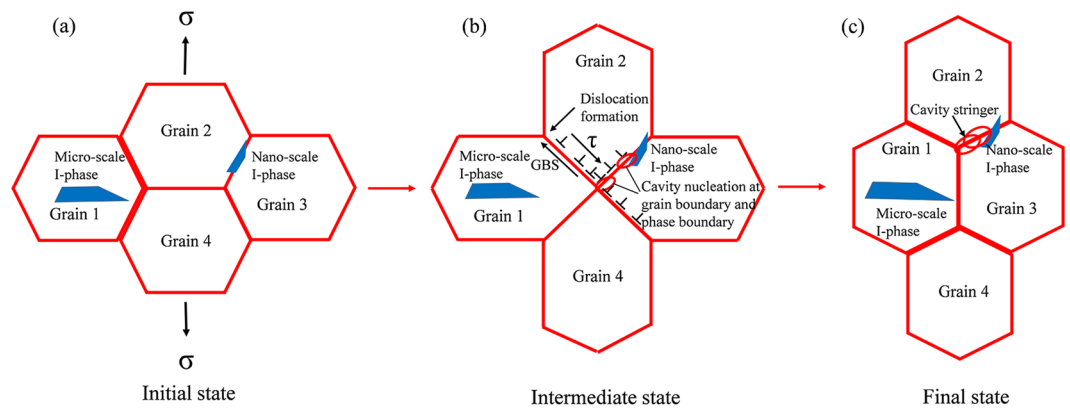 (a)
σ
Grain 2
Micro-scale
I-phase
Nano-scale
I-phase
Grain 1
Grain 3
Grain 4
σ
Initial state
(b)
Grain 2
Dislocation
formation
τ
Micro-scale
I-phase
GBS
Nano-scale
I-phase
Cavity nucleation at
grain boundary and
phase boundary
Grain 1
Grain 4
Intermediate state
(c)
Grain 2
Cavity stringer
Grain 1
Nano-scale
I-phase
Micro-scale
I-phase
Grain 3
Grain 4
Final state